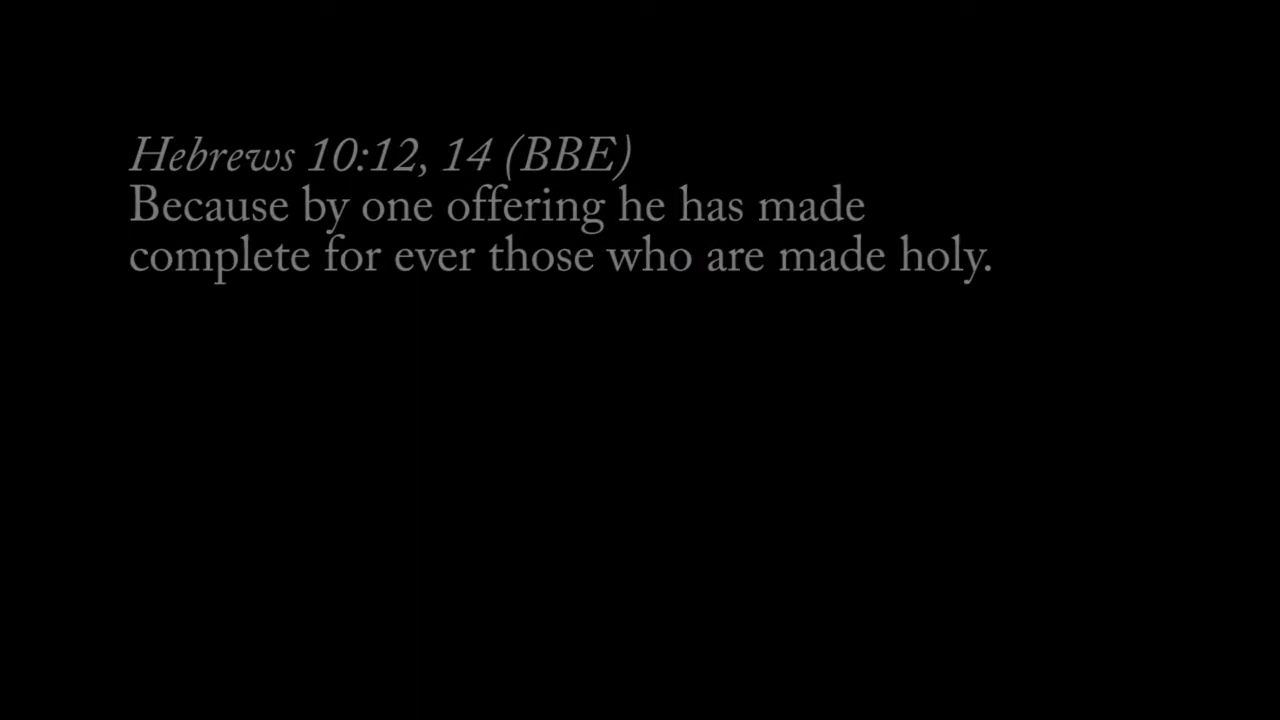 Hebrews 10:12, 14 (BBE)
Because by one offering he has made
complete for ever those who are made holy.